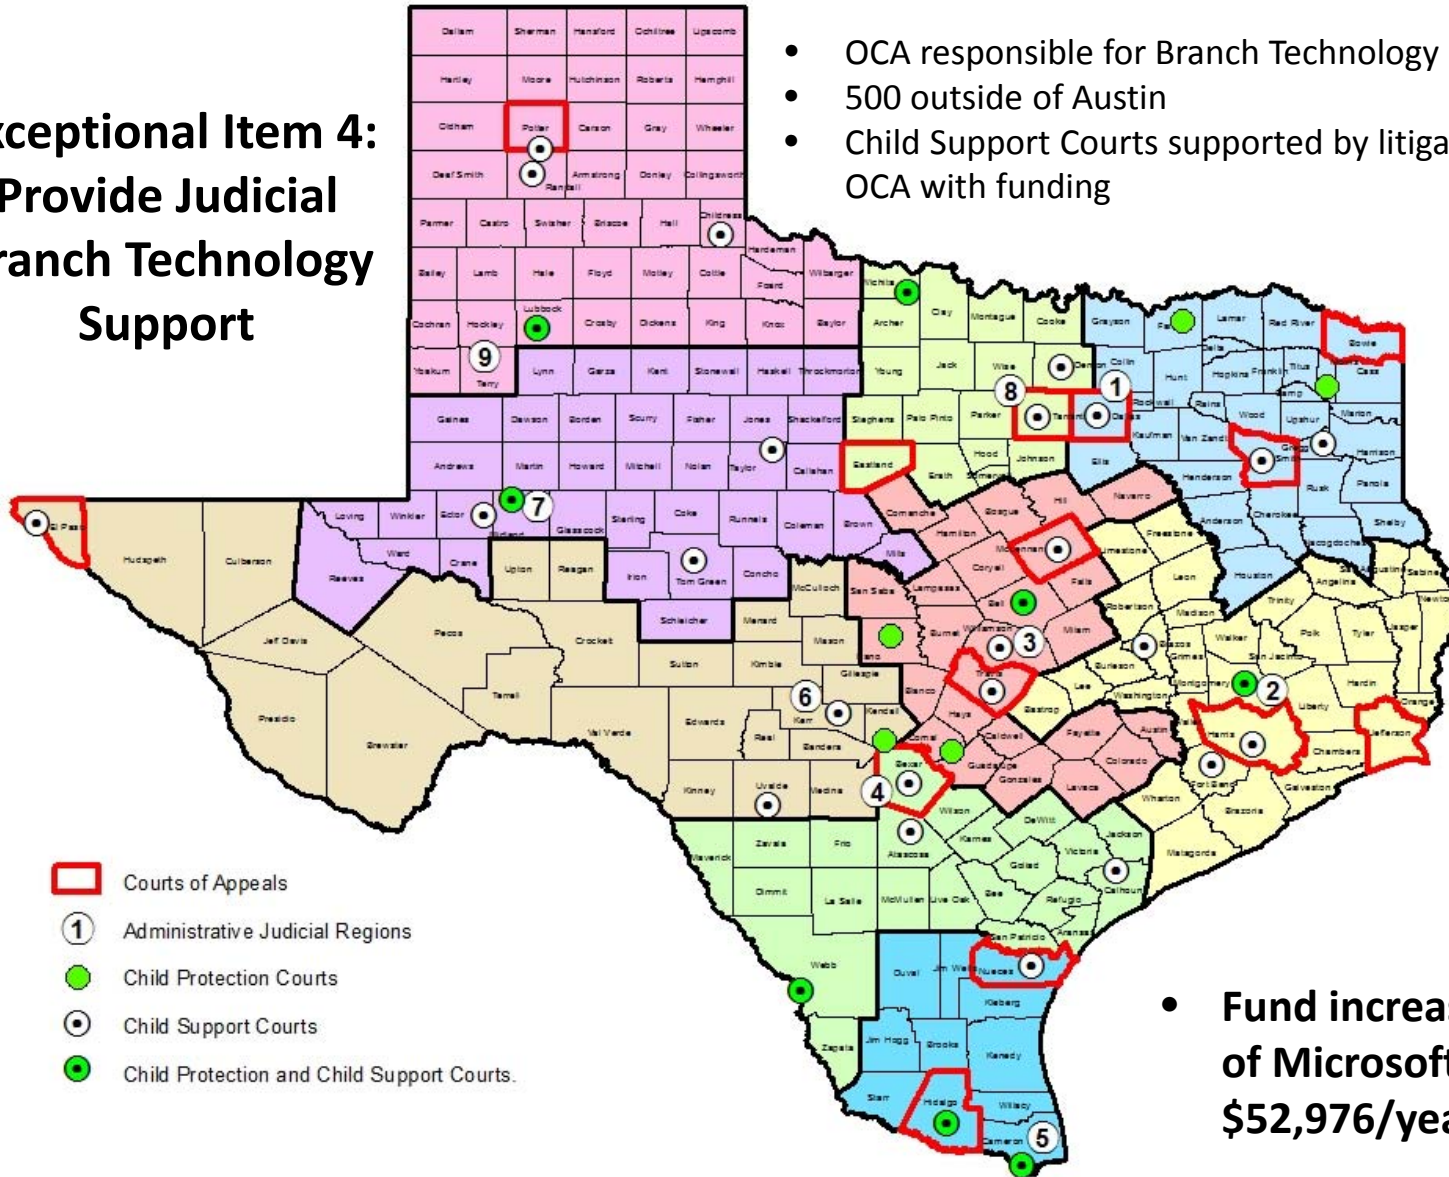 xceptional Item 4:
Provide Judicial
ranch Technology
Support
• OCA responsible for Branch Technology
• 500 outside of Austin
• Child Support Courts supported by litiga
OCA with funding
Dallam Sherman Hansford Ochiltree Lipscomb
Hartley Moore Hutchinson Roberts Hemphill
Oldham Potter Carson Gray Wheeler
Deaf Smith Randall Armstrong Donley Collingsworth
Parmer Castro Swisher Briscoe Hall Childress
Hardeman
Bailey Lamb Hale Floyd Motley Cottle Foard Wilbarger Wichita
Clay Montague Cooke Grayson Lamar Red River Bowie
Cochran Hockley Lubbock Crosby Dickens King Knox Baylor Archer
Delta
9 Yoakum Terry Lynn Garza Kent Stonewall Haskell Throckmorton Young Jack Wise Denton Collin Hunt Hopkins Franklin Titus Cass
8 1 Rockwall Rains Wood Camp Upshur Marion
Gaines Dawson Borden Scurry Fisher Jones Shackelford Stephens Palo Pinto Parker Tarrant Dallas
Kaufman Van Zandt Smith Gregg Harrison
Andrews Martin Howard Mitchell Nolan Taylor Callahan Eastland Erath Hood Somervell Johnson Ellis Henderson Rusk Panola
El Paso Hudspeth Culberson Loving Winkler Ector Midland 7 Glasscock Sterling Coke Runnels Coleman Brown Comanche Hamilton Bosque Hill Navarro Anderson Cherokee Shelby
Reeves Ward Crane Upton Reagan Irion Tom Green Concho Mills McLennan Limestone Freestone Houston
McCulloch San Saba Lampasas Coryell Falls Leon Trinity Angelina Sabine
Jeff Davis Pecos Crockett Schleicher Menard Mason Burnet Bell Milam Robertson Madison Walker Polk Tyler Jasper Newton
Williamson 3 Brazos Grimes San Jacinto
Sutton Kimble Gillespie Blanco Travis Lee Burleson Washington Montgomery 2 Hardin
Presidio Brewster Terrell Val Verde Edwards 6 Kerr Kendall Hays Bastrop Liberty Orange
Real Bandera Comal Caldwell Fayette Austin Harris Chambers Jefferson
Kinney Uvalde Medina 4 Bexar Guadalupe Gonzales Lavaca Colorado Fort Bend Galveston
Wilson Wharton Brazoria
Maverick Zavala Frio Atascosa Karnes DeWitt Jackson Matagorda
Goliad Victoria
Dimmit La Salle McMullen Live Oak Bee Refugio Calhoun
San Patricio Aransas
Webb Duval Jim Wells Nueces
Kleberg
Zapata Jim Hogg Brooks Kenedy
Starr Hidalgo Willacy
Cameron 5
Courts of Appeals
1 Administrative Judicial Regions
Child Protection Courts
Child Support Courts
Child Protection and Child Support Courts.
• Fund increas
of Microsoft
$52,976/yea